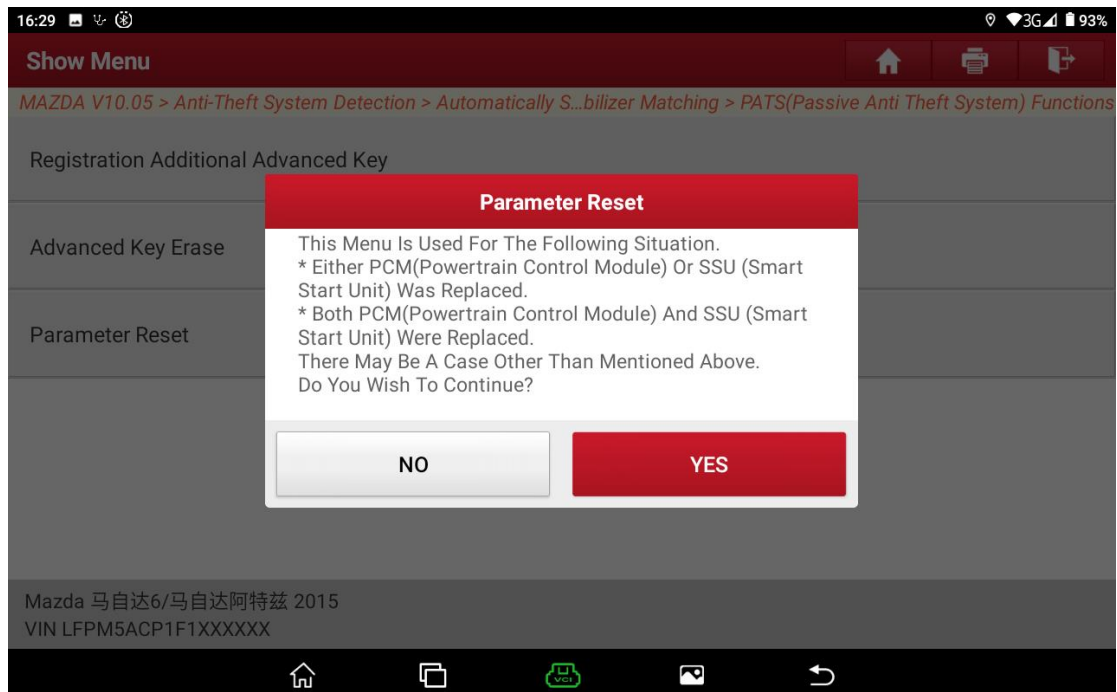 16:29
3G 93%
Show Menu
MAZDA V10.05 > Anti-Theft System Detection > Automatically S...bilizer Matching > PATS(Passive Anti Theft System) Functions
Registration Additional Advanced Key
Advanced Key Erase
Parameter Reset
Parameter Reset
This Menu Is Used For The Following Situation.
* Either PCM(Powertrain Control Module) Or SSU (Smart
Start Unit) Was Replaced.
* Both PCM(Powertrain Control Module) And SSU (Smart
Start Unit) Were Replaced.
There May Be A Case Other Than Mentioned Above.
Do You Wish To Continue?
NO
YES
Mazda 马自达6/马自达阿特兹 2015
VIN LFPM5ACP1F1XXXXXX
VCI